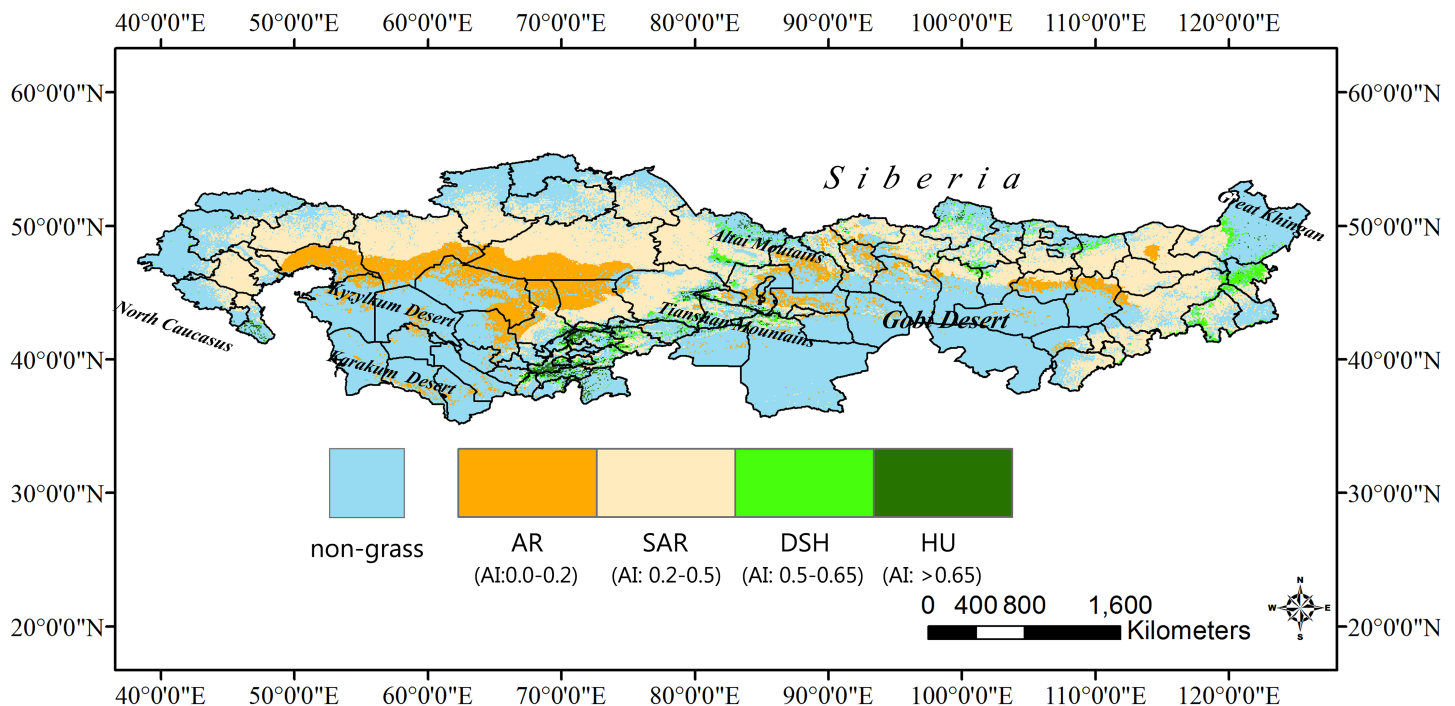 40°0'0"E 50°0'0"E 60°0'0"E 70°0'0"E 80°0'0"E 90°0'0"E 100°0'0"E 110°0'0"E 120°0'0"E
60°0'0"N 60°0'0"N
Siberia
50°0'0"N 50°0'0"N
Great Khingan
Altai Moutains
Kyzylkum Desert
North Caucasus
Tianshan Mountains
Gobi Desert
40°0'0"N 40°0'0"N
Karakum Desert
30°0'0"N 30°0'0"N
non-grass AR SAR DSH HU
(AI:0.0-0.2) (AI: 0.2-0.5) (AI: 0.5-0.65) (AI: >0.65)
N
W E
S
0 400 800 1,600
Kilometers
20°0'0"N 20°0'0"N
40°0'0"E 50°0'0"E 60°0'0"E 70°0'0"E 80°0'0"E 90°0'0"E 100°0'0"E 110°0'0"E 120°0'0"E